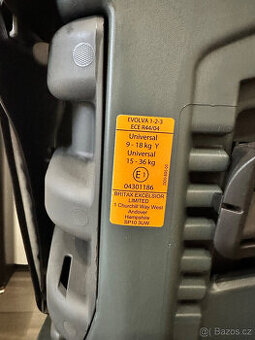 EVOLVA 1-2-3
ECE R44/04
Universal
9 - 18 kg Y
Universal
15 - 36 kg
E1
04301186
BRITAX EXCELSIOR
LIMITED
1 Churchill Way West
Andover
Hampshire
SP10 3UW
Bazos.cz